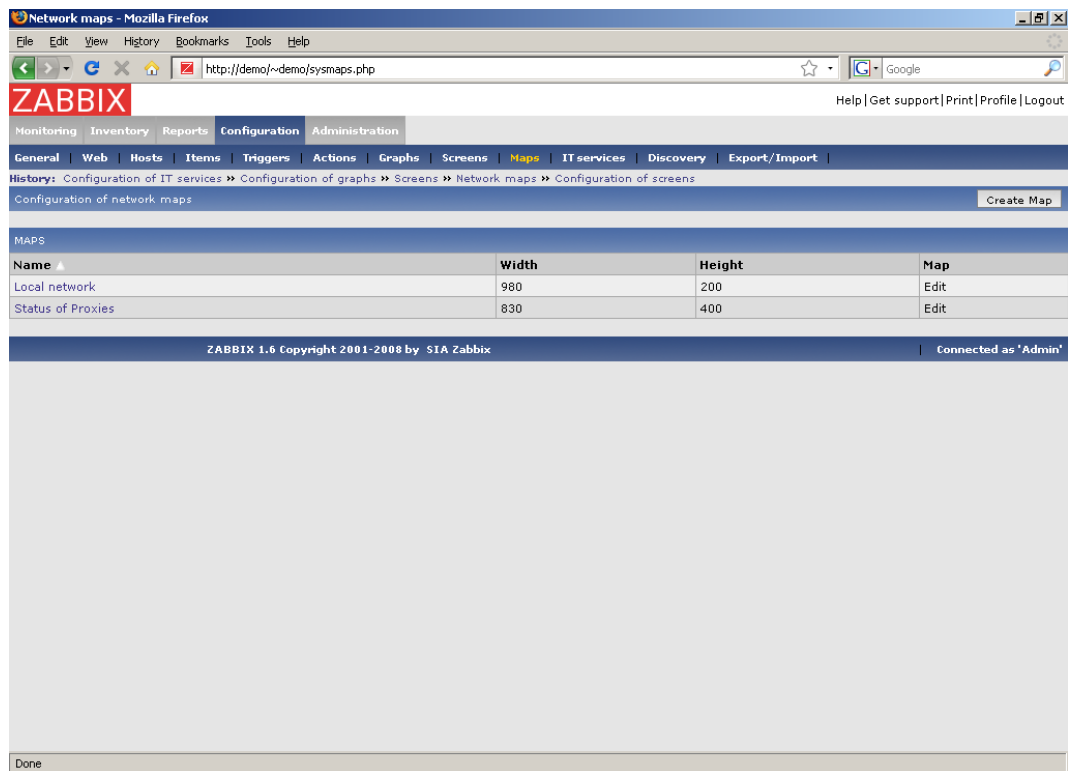 Network maps - Mozilla Firefox
File Edit View History Bookmarks Tools Help
http://demo/~demo/sysmaps.php
G Google
ZABBIX
Help | Get support | Print | Profile | Logout
Monitoring Inventory Reports Configuration Administration
General | Web | Hosts | Items | Triggers | Actions | Graphs | Screens | Maps | IT services | Discovery | Export/Import |
History: Configuration of IT services » Configuration of graphs » Screens » Network maps » Configuration of screens
Configuration of network maps Create Map
MAPS
Name Width Height Map
Local network 980 200 Edit
Status of Proxies 830 400 Edit
ZABBIX 1.6 Copyright 2001-2008 by SIA Zabbix | Connected as 'Admin'
Done